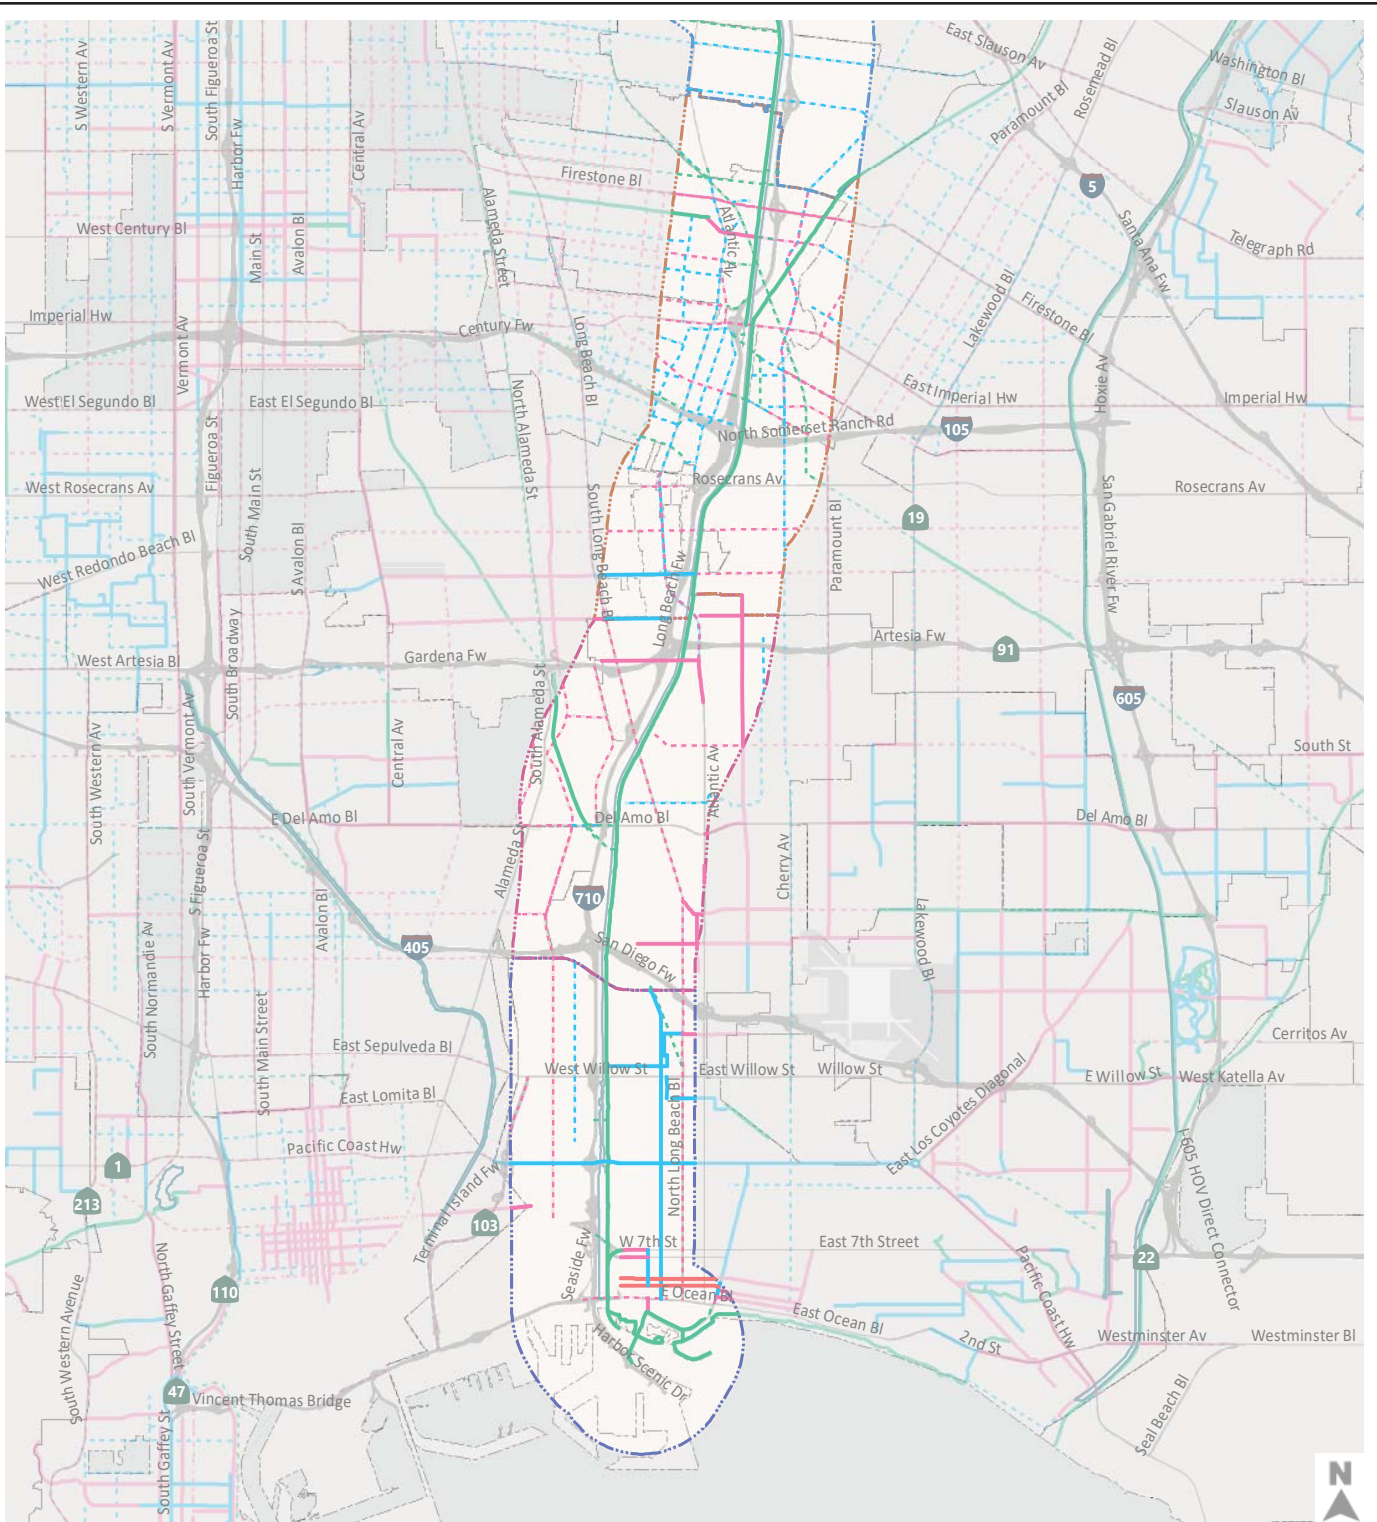 S Western Av
S Vermont Av
South Figueroa St
Harbor Fw
Central Av
East Slauson Av
Rosemead Bl
Paramount Bl
Washington Bl
Slauson Av
5
Firestone Bl
Alameda Street
Atlantic Av
Santa Ana Fw
Telegraph Rd
West Century Bl
Main St
Avalon Bl
Imperial Hw
Vermont Av
Century Fw
Long Beach Bl
Lakewood Bl
Firestone Bl
Hoxie Av
West El Segundo Bl
East El Segundo Bl
North Alameda St
East Imperial Hw
Imperial Hw
North Somerset Ranch Rd
105
Figueroa St
South Main St
West Rosecrans Av
Rosecrans Av
Rosecrans Av
South Long Beach Bl
19
Paramount Bl
San Gabriel River Fw
West Redondo Beach Bl
S Avalon Bl
Long Beach Fw
South Broadway
West Artesia Bl
Gardena Fw
Artesia Fw
91
605
South Alameda St
South Western Av
South Vermont Av
Central Av
Atlantic Av
South St
E Del Amo Bl
Del Amo Bl
Del Amo Bl
S Figueroa St
Alameda St
Cherry Av
710
Avalon Bl
405
San Diego Fw
Lakewood Bl
South Normandie Av
Harbor Fw
South Main Street
East Sepulveda Bl
Cerritos Av
West Willow St
East Willow St
Willow St
E Willow St
West Katella Av
East Lomita Bl
North Long Beach Bl
East Los Coyotes Diagonal
Pacific Coast Hw
1
213
103
Terminal Island Fw
I-605 HOV Direct Connector
W 7th St
East 7th Street
22
Seaside Fw
North Gaffey Street
110
E Ocean Bl
East Ocean Bl
Pacific Coast Hw
South Western Avenue
Harbor Scenic Dr
2nd St
Westminster Av
Westminster Bl
47
Vincent Thomas Bridge
Seal Beach Bl
South Gaffey St
N